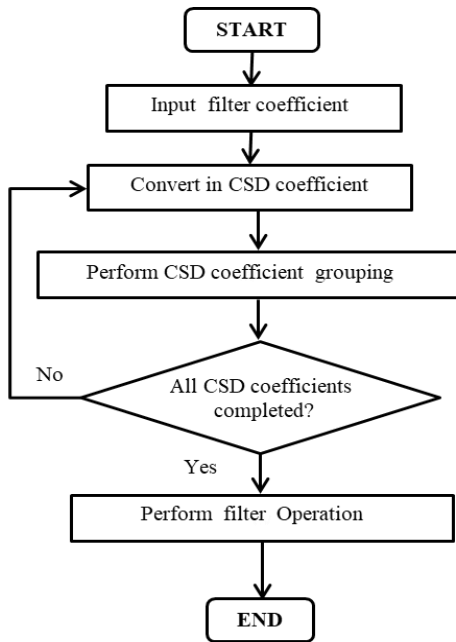 START
Input filter coefficient
Convert in CSD coefficient
Perform CSD coefficient grouping
No
All CSD coefficients
completed?
Yes
Perform filter Operation
END